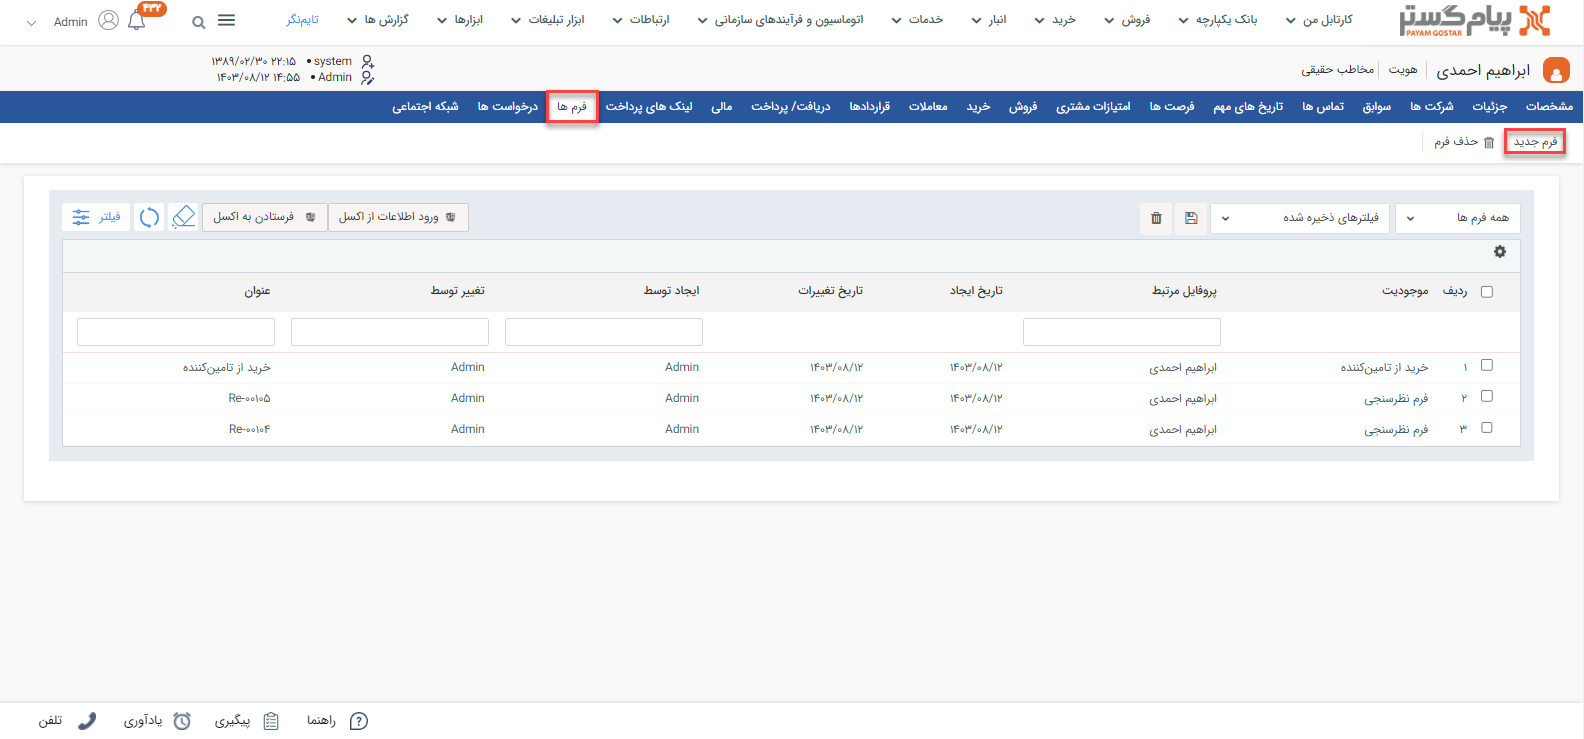 پیام گستر
PAYAM GOSTAR
کارتابل من
بانک یکپارچه
فروش
خرید
انبار
خدمات
اتوماسیون و فرآیندهای سازمانی
ارتباطات
ابزار تبلیغات
ابزارها
گزارش ها
تایم‌نگر
۴۳۲
Admin
ابراهیم احمدی
هویت
مخاطب حقیقی
system • ۱۳۸۹/۰۲/۳۰ ۲۲:۱۵
Admin • ۱۴۰۳/۰۸/۱۲ ۱۴:۵۵
مشخصات جزئیات شرکت ها سوابق تماس ها تاریخ های مهم فرصت ها امتیازات مشتری فروش خرید معاملات قراردادها دریافت/ پرداخت مالی لینک های پرداخت فرم ها درخواست ها شبکه اجتماعی
فرم جدید حذف فرم
همه فرم ها فیلترهای ذخیره شده ورود اطلاعات از اکسل فرستادن به اکسل فیلتر
ردیف موجودیت پروفایل مرتبط تاریخ ایجاد تاریخ تغییرات ایجاد توسط تغییر توسط عنوان
۱ خرید از تامین‌کننده ابراهیم احمدی ۱۴۰۳/۰۸/۱۲ ۱۴۰۳/۰۸/۱۲ Admin Admin خرید از تامین‌کننده
۲ فرم نظرسنجی ابراهیم احمدی ۱۴۰۳/۰۸/۱۲ ۱۴۰۳/۰۸/۱۲ Admin Admin Re-۰۰۱۰۵
۳ فرم نظرسنجی ابراهیم احمدی ۱۴۰۳/۰۸/۱۲ ۱۴۰۳/۰۸/۱۲ Admin Admin Re-۰۰۱۰۴
راهنما پیگیری یادآوری تلفن